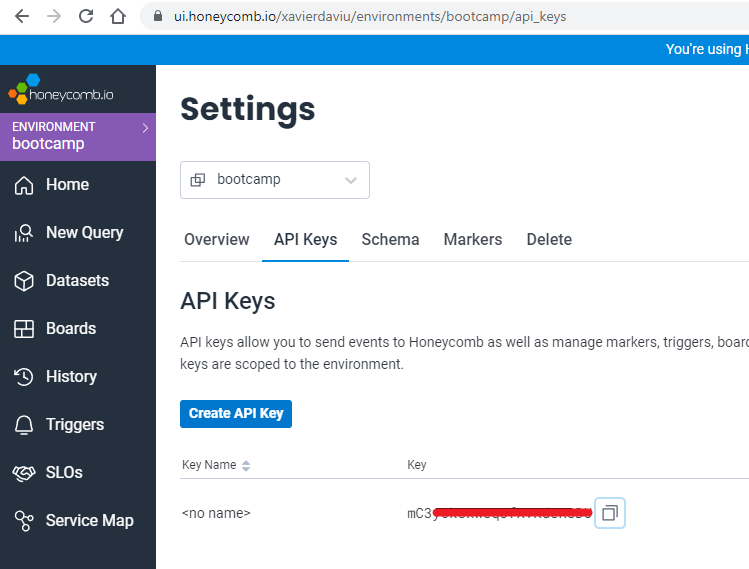 ui.honeycomb.io/xavierdaviu/environments/bootcamp/api_keys
You're using
honeycomb.io
ENVIRONMENT
bootcamp
Home
New Query
Datasets
Boards
History
Triggers
SLOs
Service Map
Settings
bootcamp
Overview API Keys Schema Markers Delete
API Keys
API keys allow you to send events to Honeycomb as well as manage markers, triggers, board
keys are scoped to the environment.
Create API Key
Key Name Key
<no name>